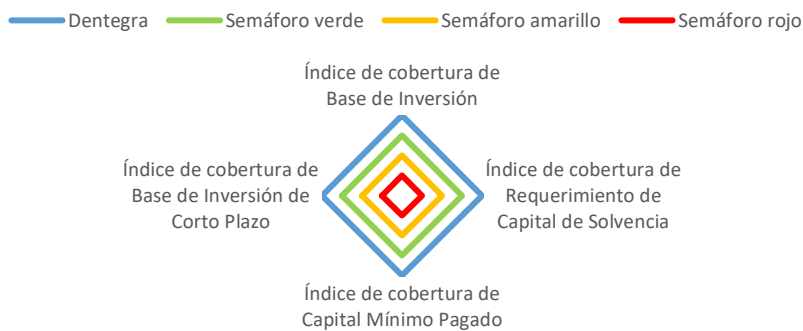 Dentegra Semáforo verde Semáforo amarillo Semáforo rojo
Índice de cobertura de
Base de Inversión
Índice de cobertura de
Base de Inversión de
Corto Plazo
Índice de cobertura de
Requerimiento de
Capital de Solvencia
Índice de cobertura de
Capital Mínimo Pagado